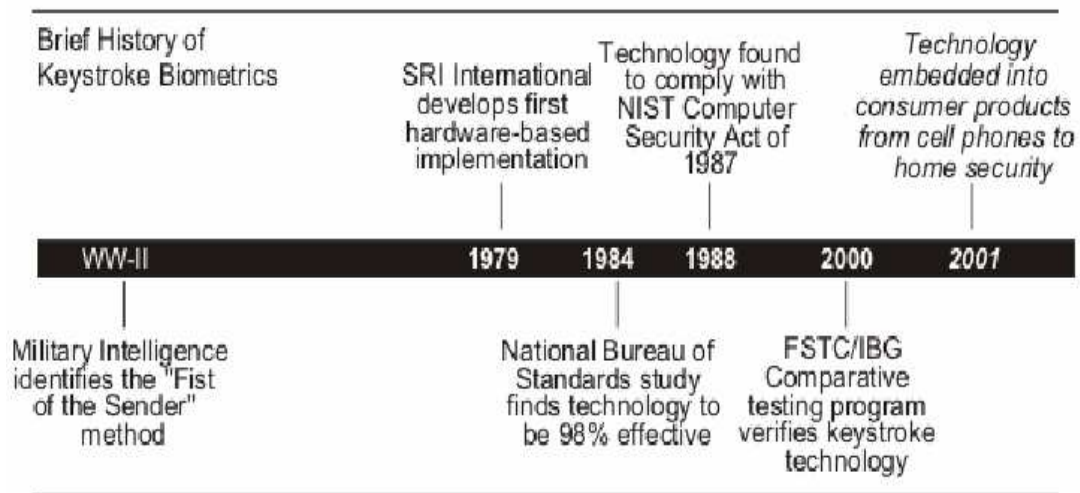 Brief History of
Keystroke Biometrics
SRI International
develops first
hardware-based
implementation
Technology found
to comply with
NIST Computer
Security Act of
1987
Technology
embedded into
consumer products
from cell phones to
home security
WW-II
1979
1984
1988
2000
2001
Military Intelligence
identifies the "Fist
of the Sender"
method
National Bureau of
Standards study
finds technology to
be 98% effective
FSTC/IBG
Comparative
testing program
verifies keystroke
technology